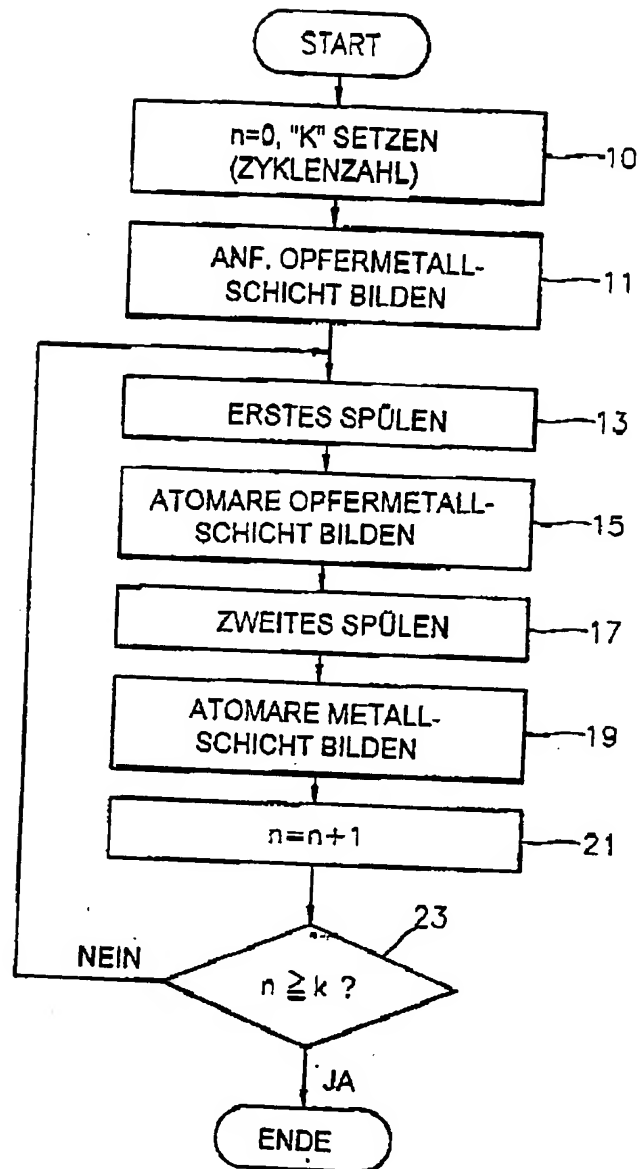 START
n=0, "K" SETZEN
(ZYKLENZAHL)
10
ANF. OPFERMETALL-
SCHICHT BILDEN
11
ERSTES SPÜLEN
13
ATOMARE OPFERMETALL-
SCHICHT BILDEN
15
ZWEITES SPÜLEN
17
ATOMARE METALL-
SCHICHT BILDEN
19
n=n+1
21
23
NEIN
n ≧ k ?
JA
ENDE